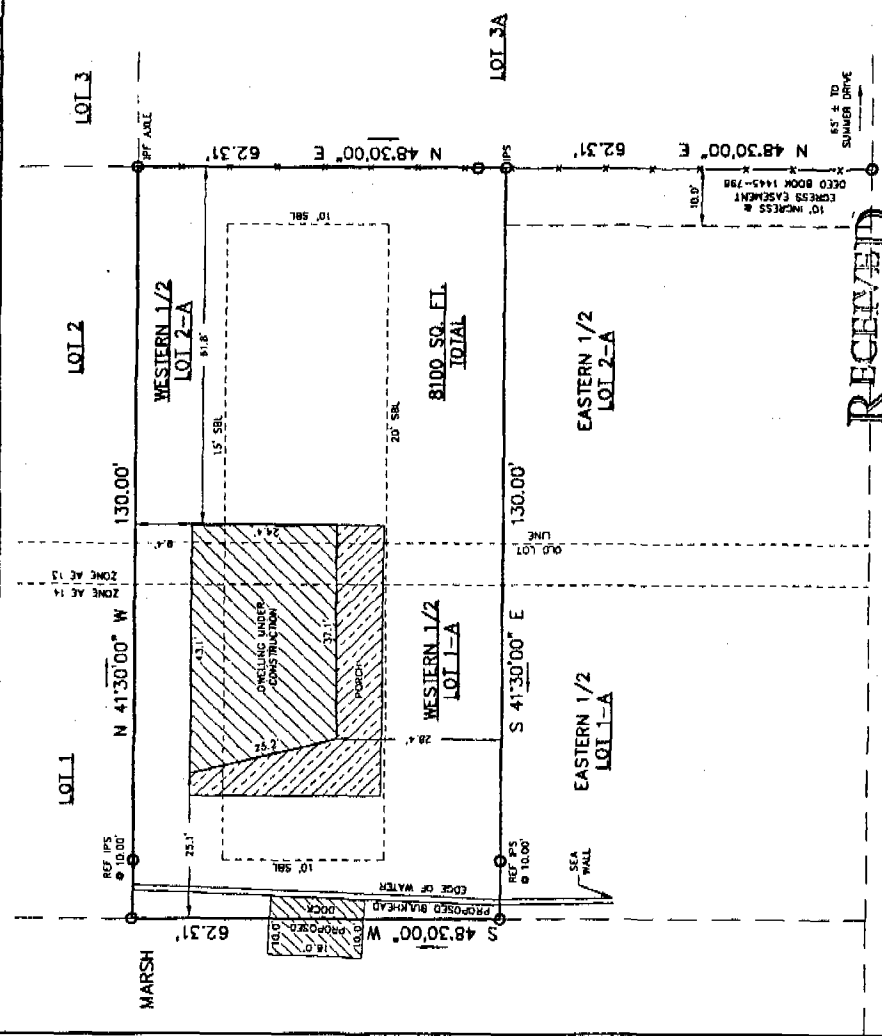 LOT 3
LOT 3A
IPF AXLE
N 48°30'00" E
62.31'
IPS
N 48°30'00" E
62.31'
65' ± TO
SUMMER DRIVE
10' INGRESS &
EGRESS EASEMENT
DEED BOOK 1445-798
10.0'
RECEIVED
LOT 2
WESTERN 1/2
LOT 2-A
10' SBL
15' SBL
20' SBL
8100 SQ. FT.
TOTAL
EASTERN 1/2
LOT 2-A
130.00'
N 41°30'00" W
ZONE AE 13
ZONE AE 14
OLD LOT
LINE
9.4'
24.4'
43.1'
DWELLING UNDER
CONSTRUCTION
37.1'
PORCH
25.2'
28.4'
130.00'
S 41°30'00" E
LOT 1
WESTERN 1/2
LOT 1-A
EASTERN 1/2
LOT 1-A
25.1'
REF IPS
@ 10.00'
10' SBL
REF IPS
@ 10.00'
SEA
WALL
EDGE OF WATER
PROPOSED BULKHEAD
MARSH
62.31'
S 48°30'00" W
PROPOSED
DOCK
10.0'
10.0'